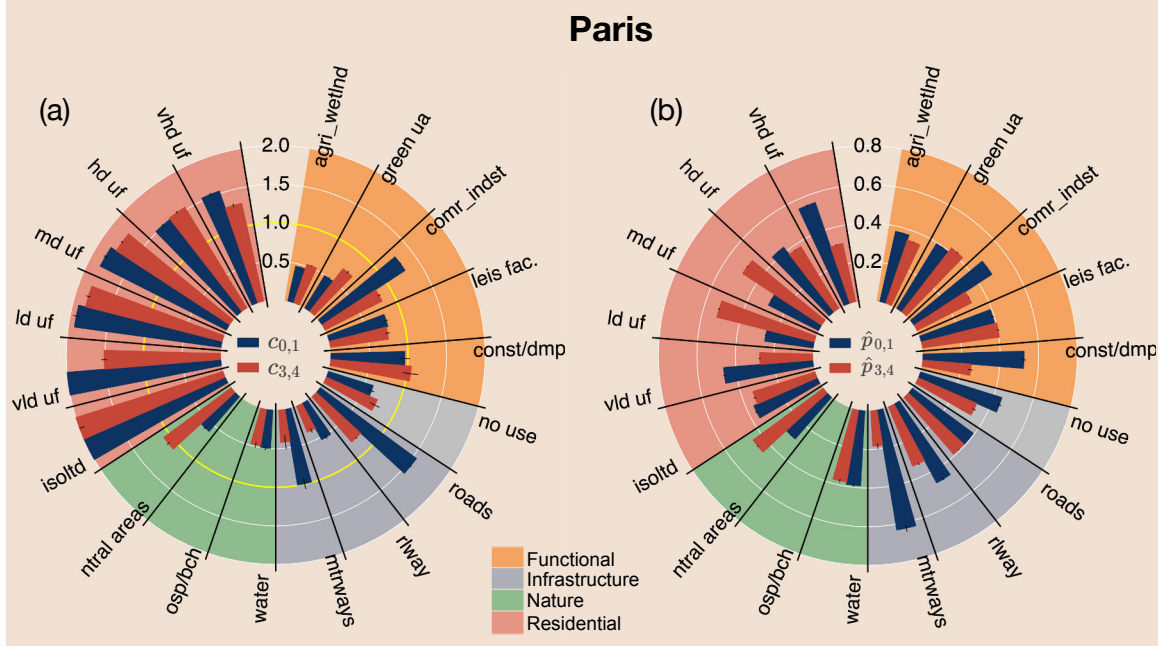 Paris
(a)
agri_wetlnd
green ua
comr_indst
leis fac.
const/dmp
no use
roads
rlway
mtrways
water
osp/bch
ntral areas
isoltd
vld uf
ld uf
md uf
hd uf
vhd uf
2.0
1.5
1.0
0.5
c0,1
c3,4
(b)
agri_wetlnd
green ua
comr_indst
leis fac.
const/dmp
no use
roads
rlway
mtrways
water
osp/bch
ntral areas
isoltd
vld uf
ld uf
md uf
hd uf
vhd uf
0.8
0.6
0.4
0.2
p̂0,1
p̂3,4
Functional
Infrastructure
Nature
Residential